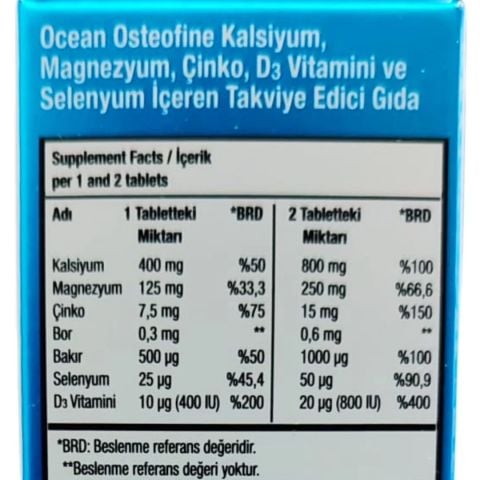 Ocean Osteofine Kalsiyum,
Magnezyum, Çinko, D3 Vitamini ve
Selenyum İçeren Takviye Edici Gıda
Supplement Facts / İçerik
per 1 and 2 tablets
Adı 1 Tabletteki Miktarı *BRD 2 Tabletteki Miktarı *BRD
Kalsiyum 400 mg %50 800 mg %100
Magnezyum 125 mg %33,3 250 mg %66,6
Çinko 7,5 mg %75 15 mg %150
Bor 0,3 mg ** 0,6 mg **
Bakır 500 µg %50 1000 µg %100
Selenyum 25 µg %45,4 50 µg %90,9
D3 Vitamini 10 µg (400 IU) %200 20 µg (800 IU) %400
*BRD: Beslenme referans değeridir.
**Beslenme referans değeri yoktur.